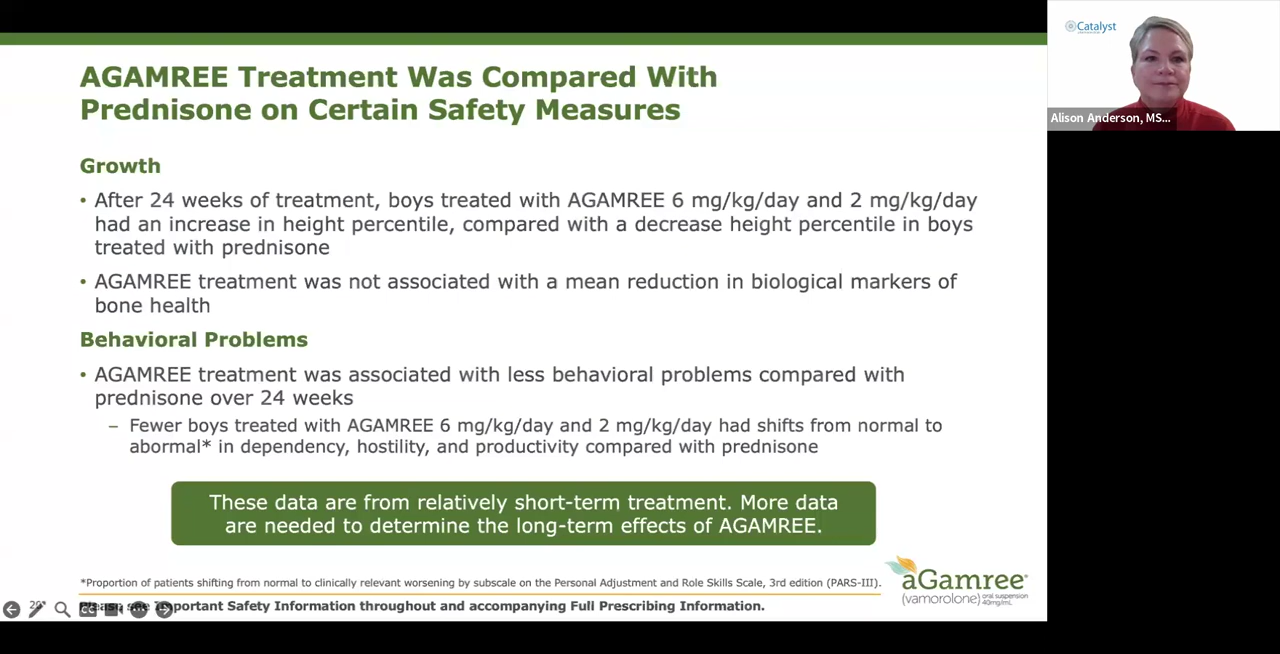 AGAMREE Treatment Was Compared With
Prednisone on Certain Safety Measures
Catalyst
Alison Anderson, MS...
Growth
• After 24 weeks of treatment, boys treated with AGAMREE 6 mg/kg/day and 2 mg/kg/day
had an increase in height percentile, compared with a decrease height percentile in boys
treated with prednisone
• AGAMREE treatment was not associated with a mean reduction in biological markers of
bone health
Behavioral Problems
• AGAMREE treatment was associated with less behavioral problems compared with
prednisone over 24 weeks
– Fewer boys treated with AGAMREE 6 mg/kg/day and 2 mg/kg/day had shifts from normal to
abormal* in dependency, hostility, and productivity compared with prednisone
These data are from relatively short-term treatment. More data
are needed to determine the long-term effects of AGAMREE.
*Proportion of patients shifting from normal to clinically relevant worsening by subscale on the Personal Adjustment and Role Skills Scale, 3rd edition (PARS-III).
Please see Important Safety Information throughout and accompanying Full Prescribing Information.
aGamree®
(vamorolone) oral suspension
40mg/mL